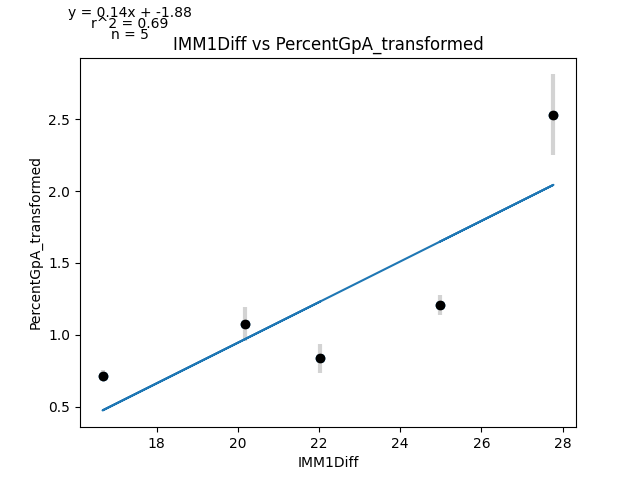 y = 0.14x + -1.88
r^2 = 0.69
n = 5
IMM1Diff vs PercentGpA_transformed
PercentGpA_transformed
2.5
2.0
1.5
1.0
0.5
18 20 22 24 26 28
IMM1Diff